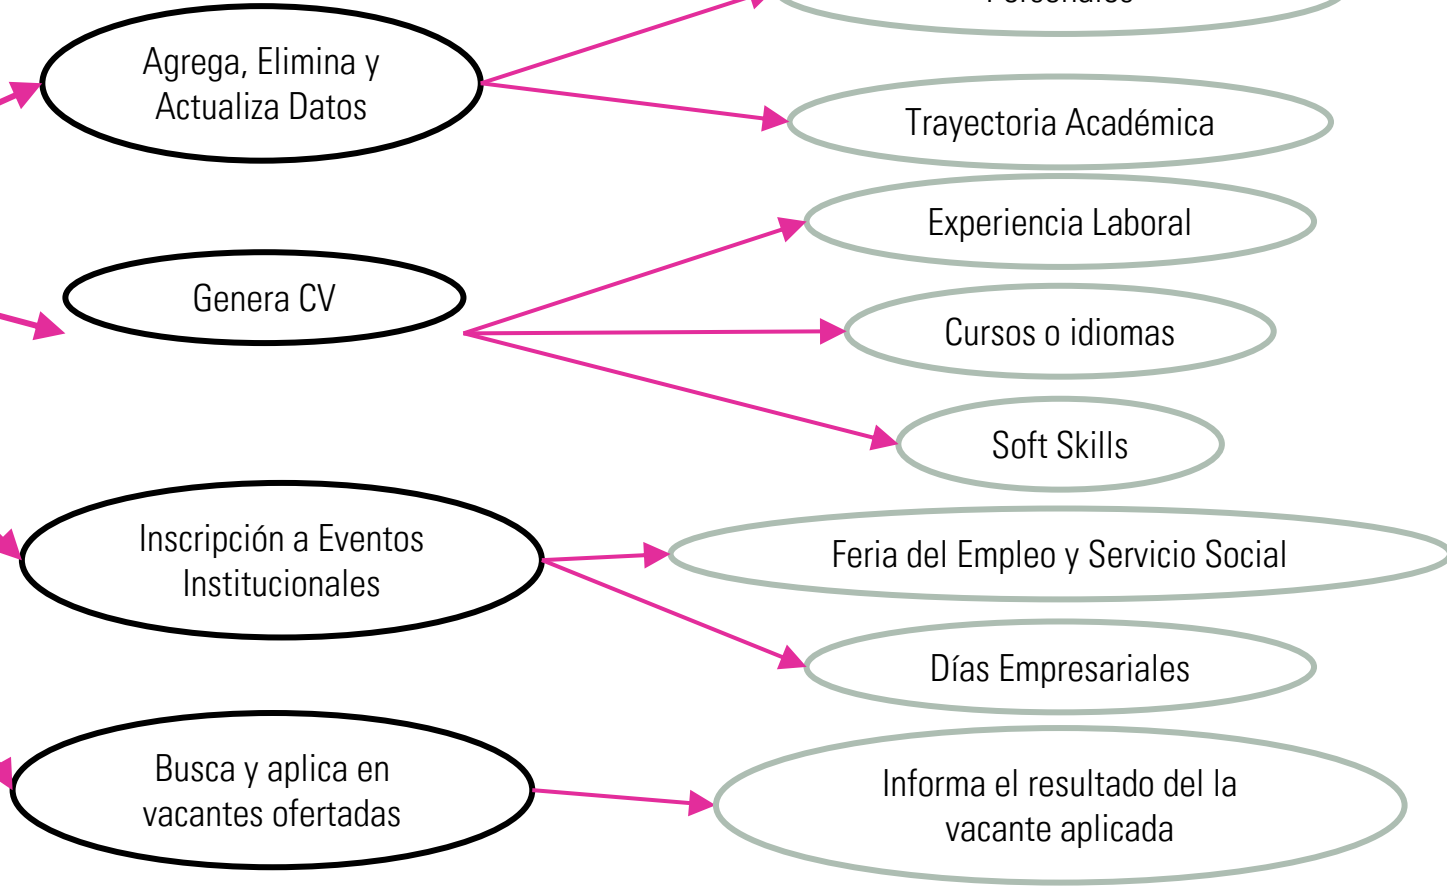 Agrega, Elimina y
Actualiza Datos
Trayectoria Académica
Experiencia Laboral
Genera CV
Cursos o idiomas
Soft Skills
Inscripción a Eventos
Institucionales
Feria del Empleo y Servicio Social
Días Empresariales
Busca y aplica en
vacantes ofertadas
Informa el resultado del la
vacante aplicada